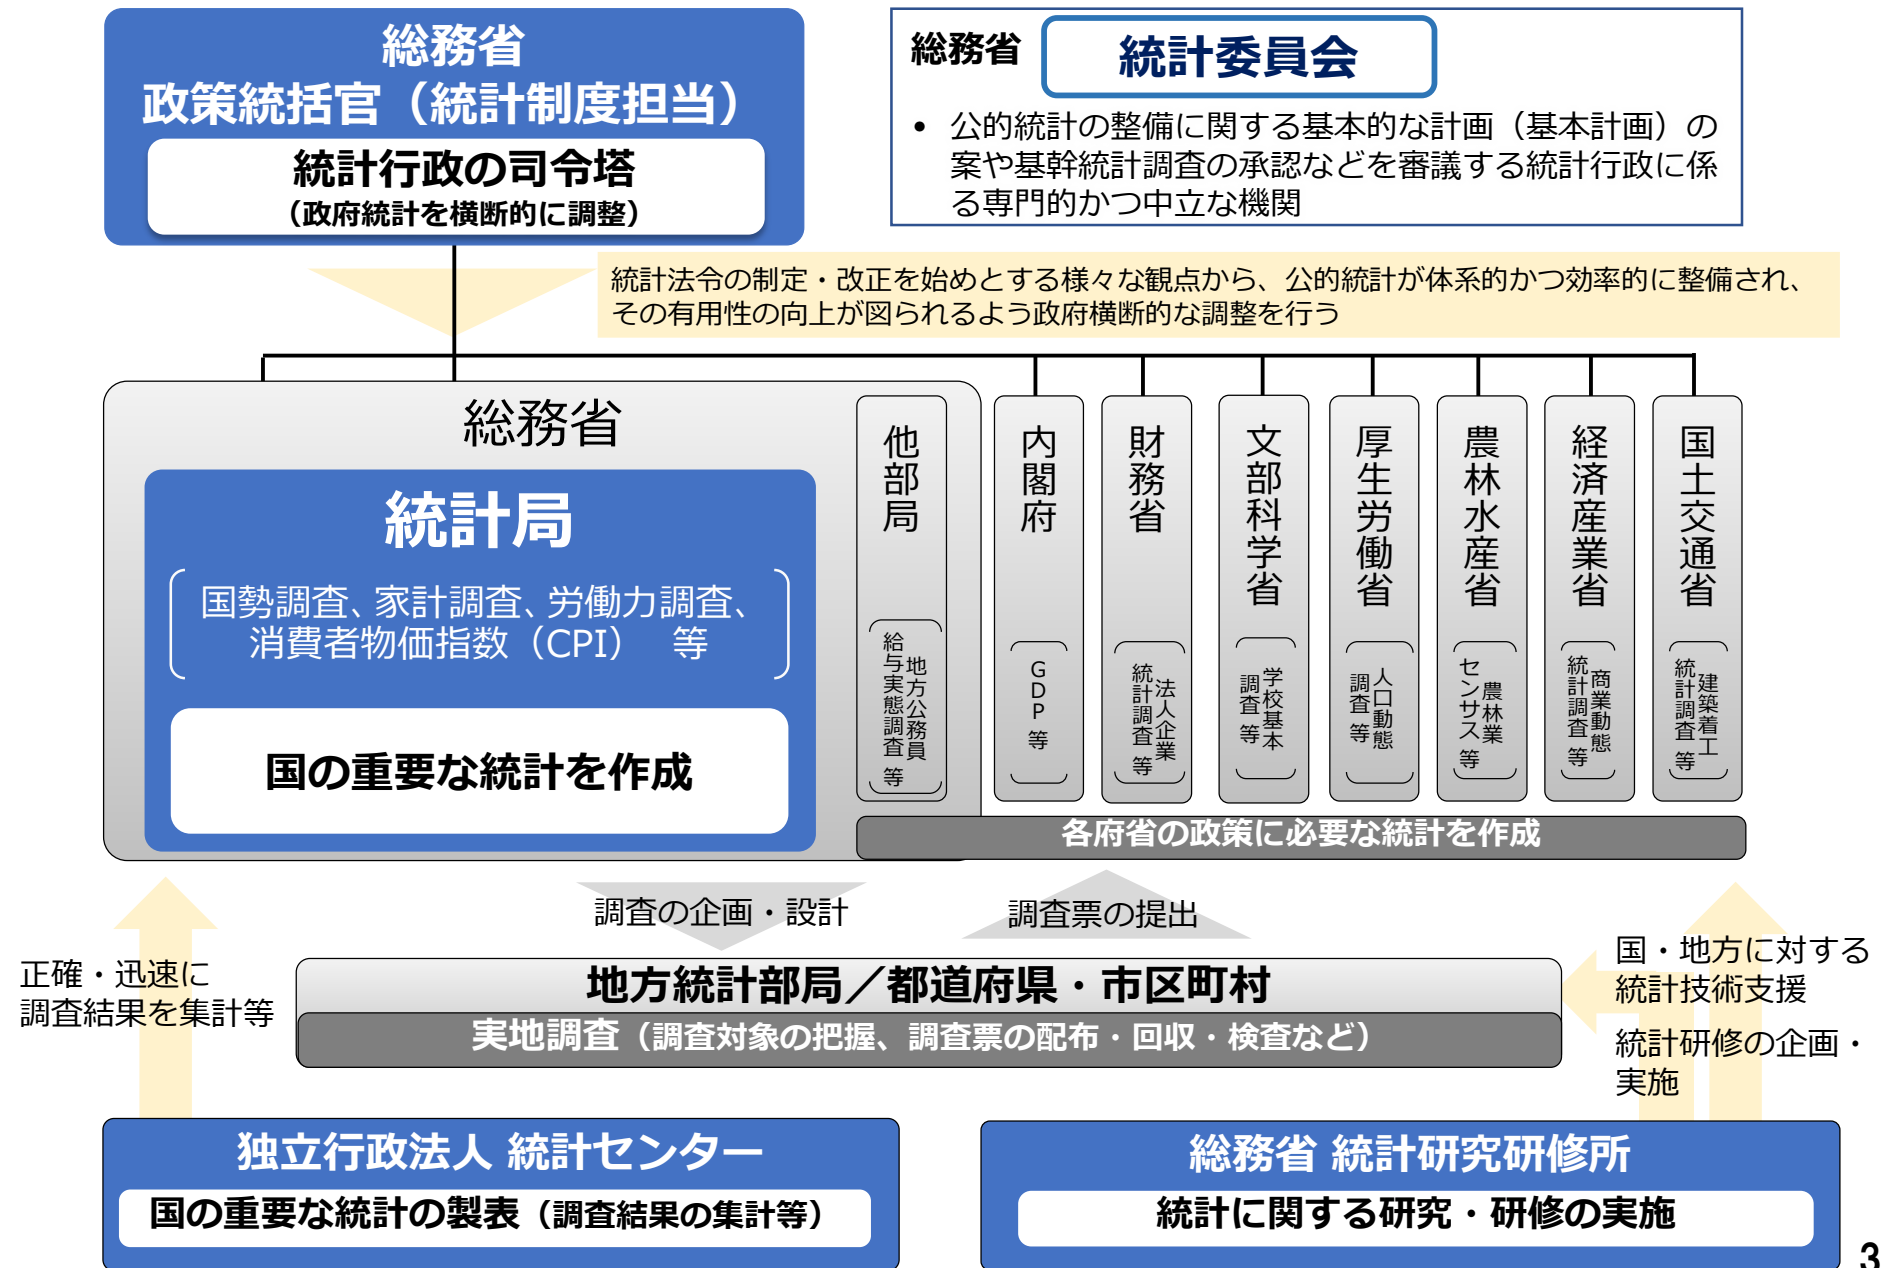 総務省
政策統括官（統計制度担当）
統計行政の司令塔
（政府統計を横断的に調整）
総務省
統計委員会
• 公的統計の整備に関する基本的な計画（基本計画）の
案や基幹統計調査の承認などを審議する統計行政に係
る専門的かつ中立な機関
統計法令の制定・改正を始めとする様々な観点から、公的統計が体系的かつ効率的に整備され、
その有用性の向上が図られるよう政府横断的な調整を行う
総務省
統計局
国勢調査、家計調査、労働力調査、
消費者物価指数（CPI）　等
国の重要な統計を作成
他部局
地方公務員
給与実態調査 等
内閣府
GDP 等
財務省
法人企業
統計調査 等
文部科学省
学校基本
調査 等
厚生労働省
人口動態
調査 等
農林水産省
農林業
センサス 等
経済産業省
商業動態
統計調査 等
国土交通省
建築着工
統計調査 等
各府省の政策に必要な統計を作成
調査の企画・設計
調査票の提出
正確・迅速に
調査結果を集計等
地方統計部局／都道府県・市区町村
実地調査（調査対象の把握、調査票の配布・回収・検査など）
国・地方に対する
統計技術支援
統計研修の企画・
実施
独立行政法人 統計センター
国の重要な統計の製表（調査結果の集計等）
総務省 統計研究研修所
統計に関する研究・研修の実施
3